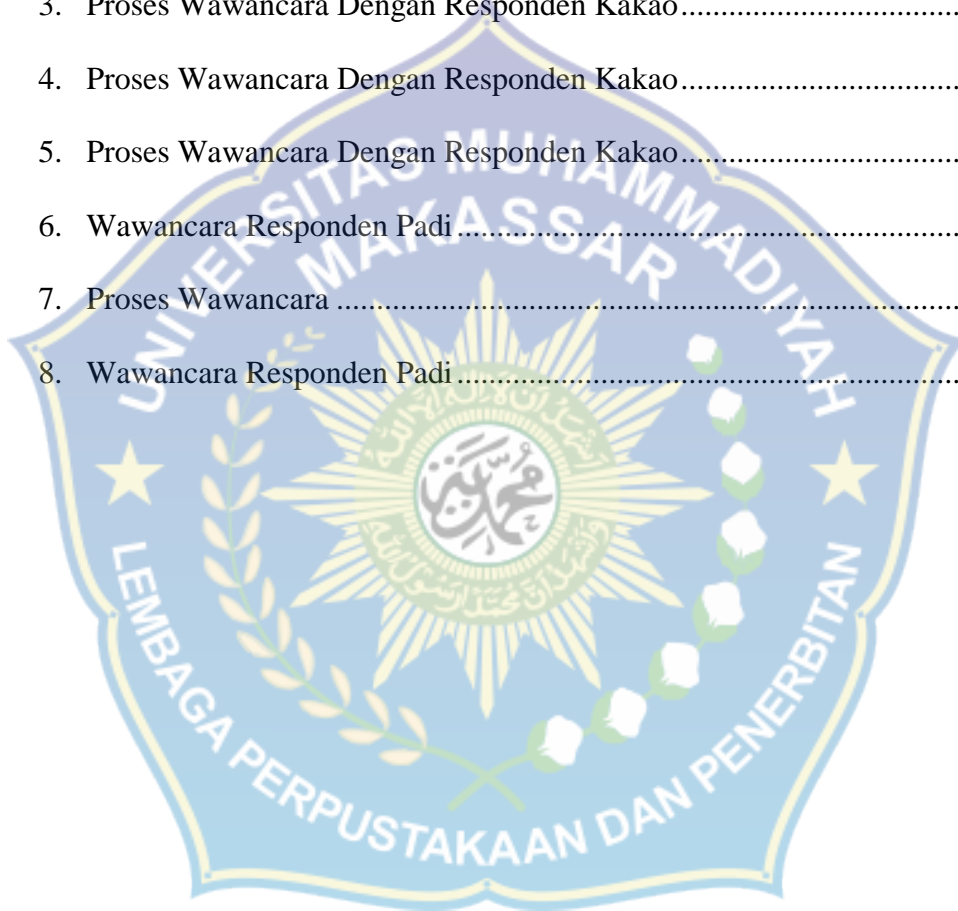 3. Proses Wawancara Dengan Responden Kakao....................................
4. Proses Wawancara Dengan Responden Kakao....................................
5. Proses Wawancara Dengan Responden Kakao....................................
6. Wawancara Responden Padi....................................
7. Proses Wawancara....................................
8. Wawancara Responden Padi....................................
UNIVERSITAS MUHAMMADIYAH
MAKASSAR
LEMBAGA PERPUSTAKAAN DAN PENERBITAN